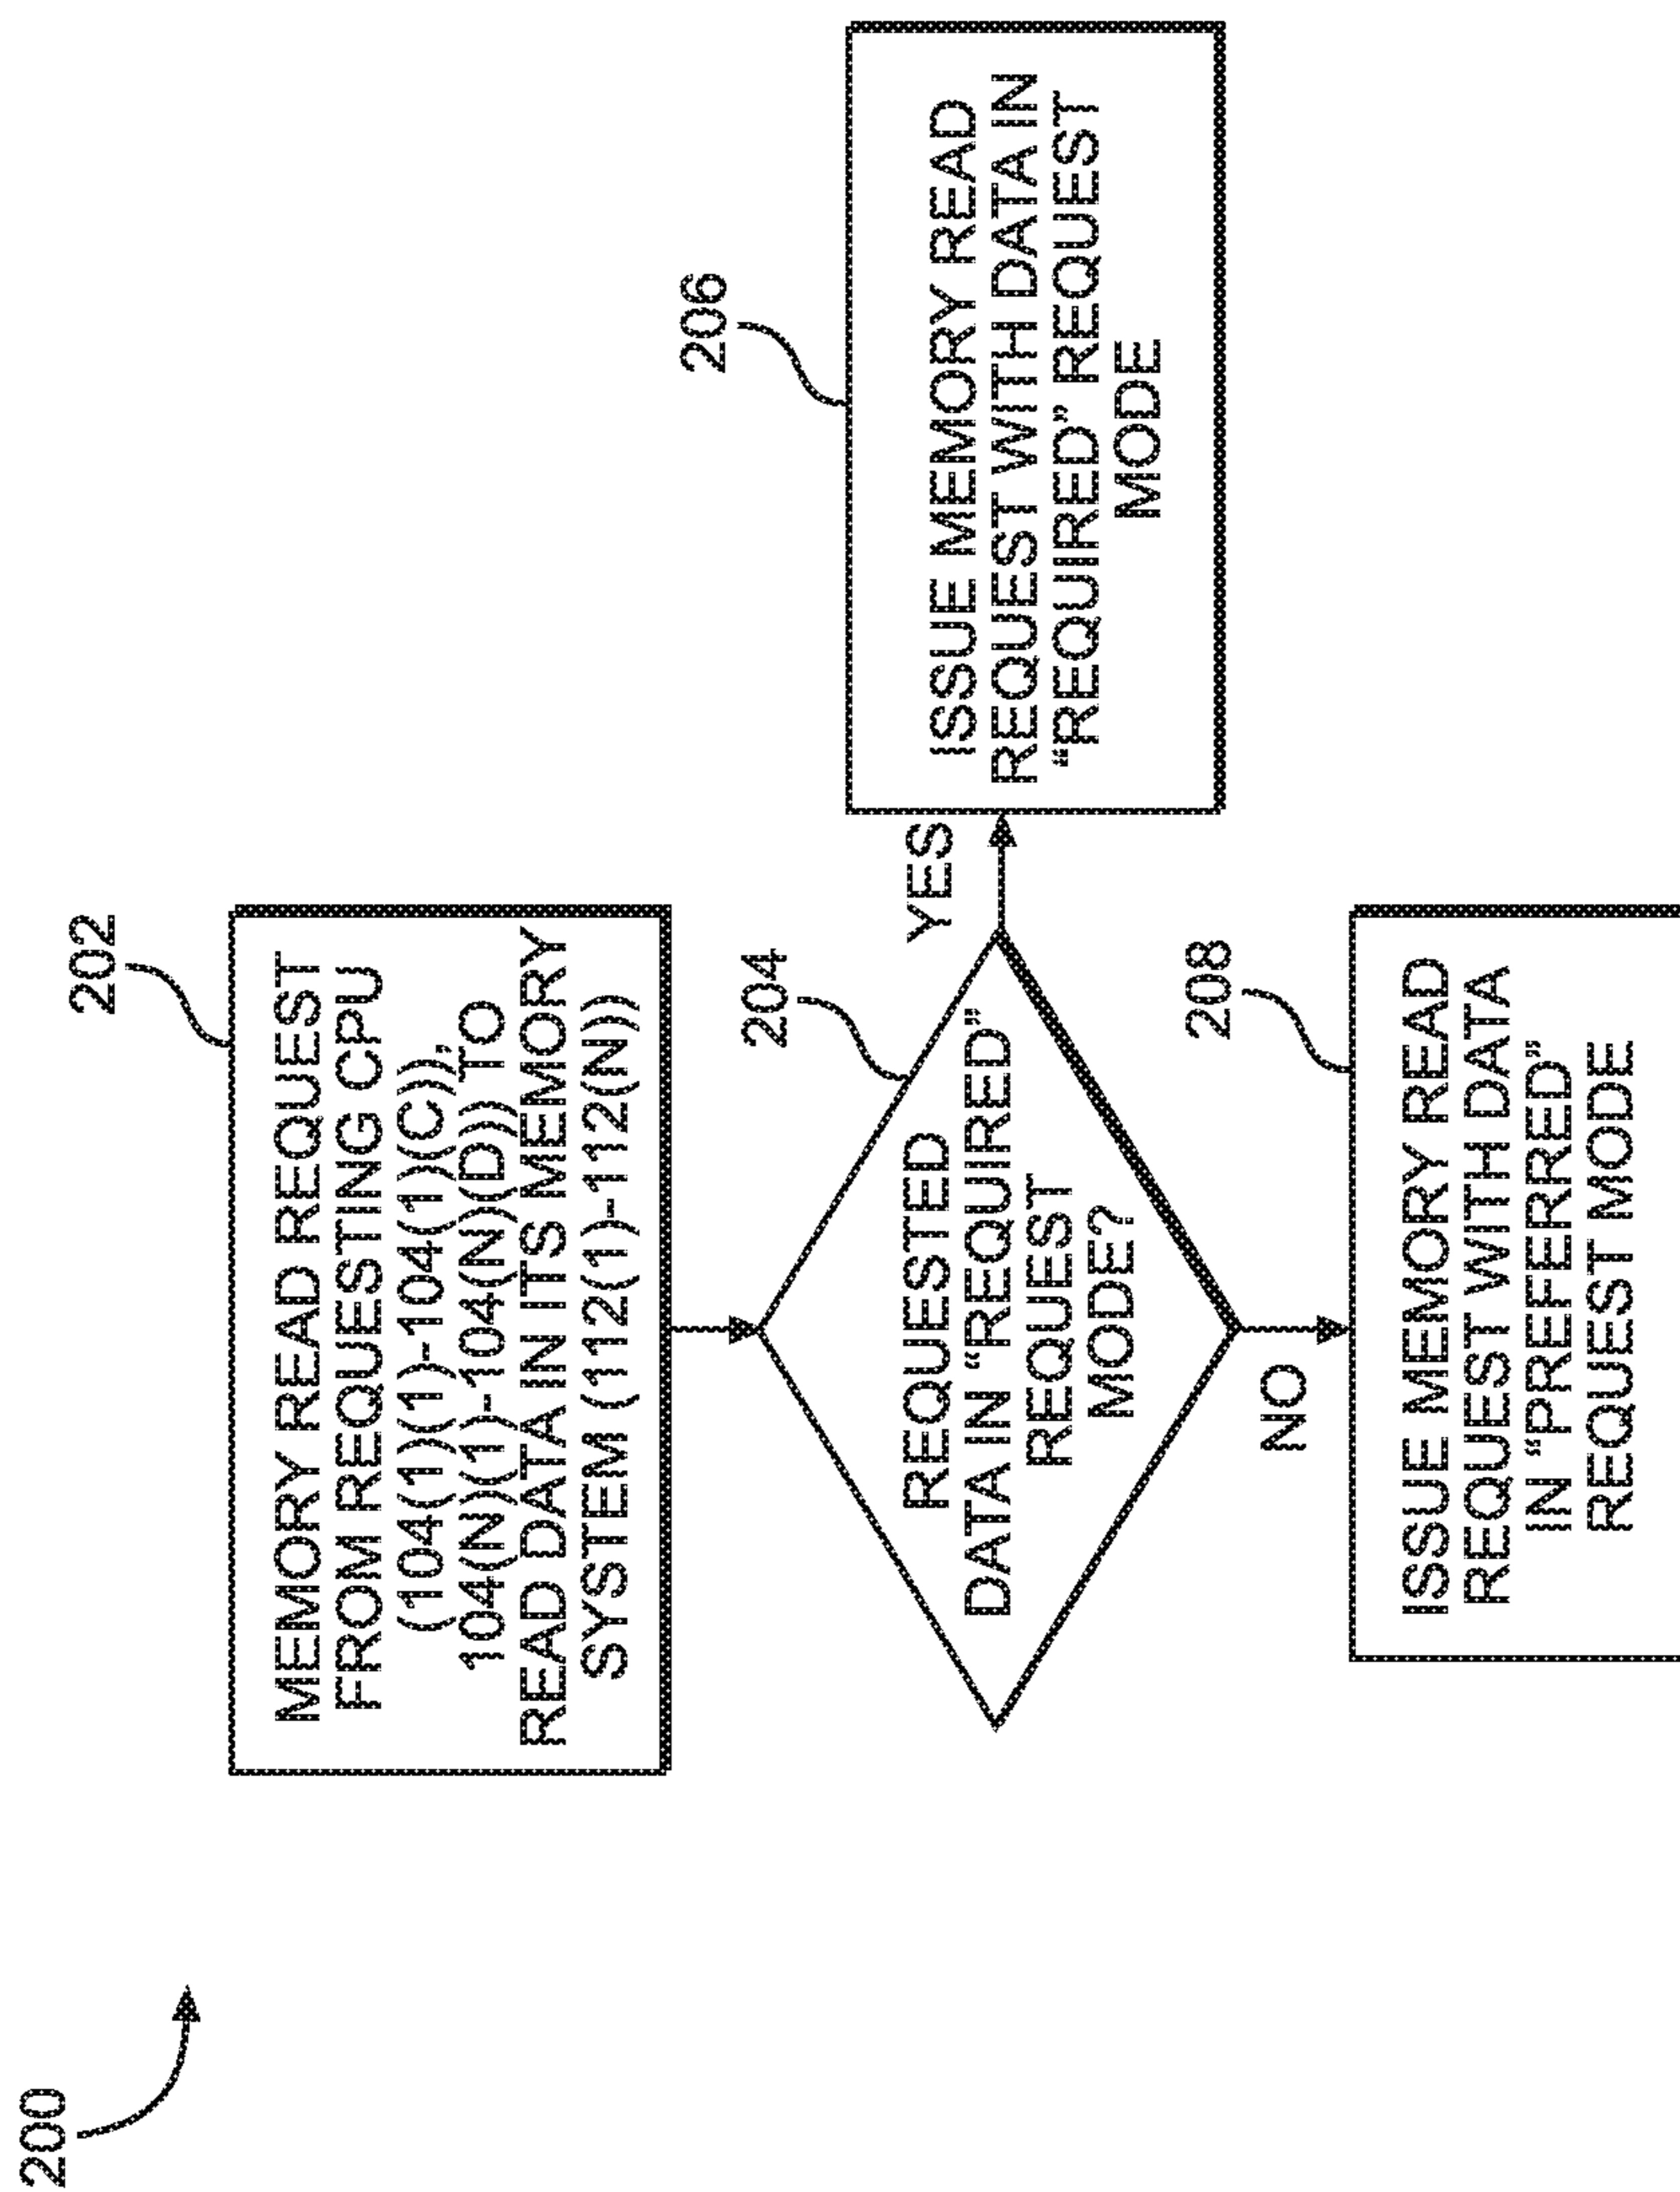 200
202
MEMORY READ REQUEST
FROM REQUESTING CPU
(104(1)(1)-104(1)(C)),
104(N)(1)-104(N)(D)) TO
READ DATA IN ITS MEMORY
SYSTEM (112(1)-112(N))
204
REQUESTED
DATA IN “REQUIRED”
REQUEST
MODE?
YES
206
ISSUE MEMORY READ
REQUEST WITH DATA IN
“REQUIRED” REQUEST
MODE
NO
208
ISSUE MEMORY READ
REQUEST WITH DATA
IN “PREFERRED”
REQUEST MODE